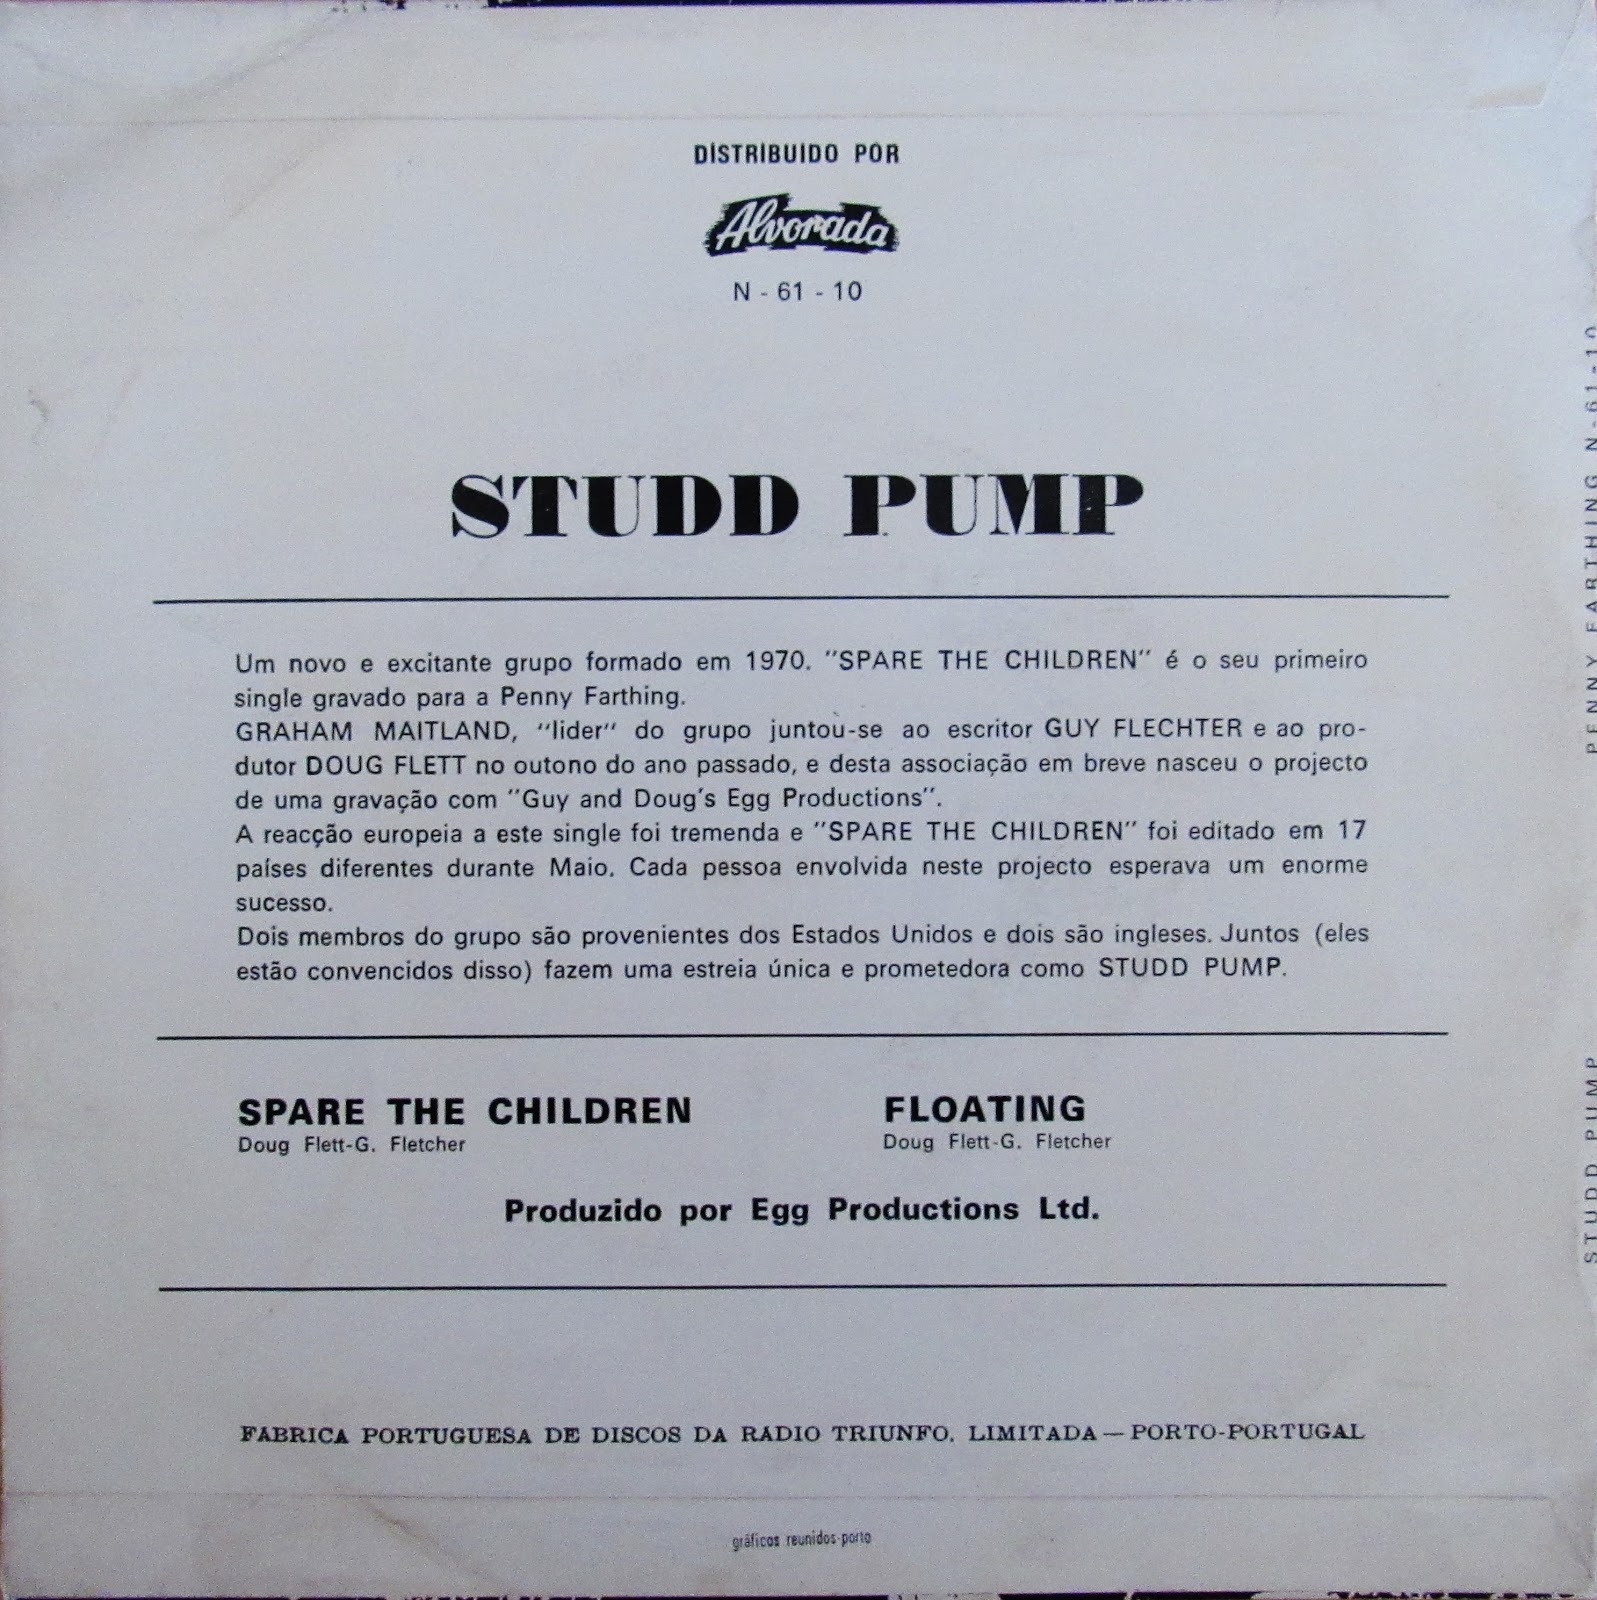 DISTRIBUIDO POR
Alvorada
N - 61 - 10
STUDD PUMP
Um novo e excitante grupo formado em 1970. "SPARE THE CHILDREN" é o seu primeiro
single gravado para a Penny Farthing.
GRAHAM MAITLAND, "lider" do grupo juntou-se ao escritor GUY FLECHTER e ao pro-
dutor DOUG FLETT no outono do ano passado, e desta associação em breve nasceu o projecto
de uma gravação com "Guy and Doug's Egg Productions".
A reacção europeia a este single foi tremenda e "SPARE THE CHILDREN" foi editado em 17
países diferentes durante Maio. Cada pessoa envolvida neste projecto esperava um enorme
sucesso.
Dois membros do grupo são provenientes dos Estados Unidos e dois são ingleses. Juntos (eles
estão convencidos disso) fazem uma estreia única e prometedora como STUDD PUMP.
SPARE THE CHILDREN
Doug Flett-G. Fletcher
FLOATING
Doug Flett-G. Fletcher
Produzido por Egg Productions Ltd.
FABRICA PORTUGUESA DE DISCOS DA RADIO TRIUNFO, LIMITADA — PORTO-PORTUGAL
gráficos reunidos-porto
STUDD PUMP PENNY FARTHING N-61-10